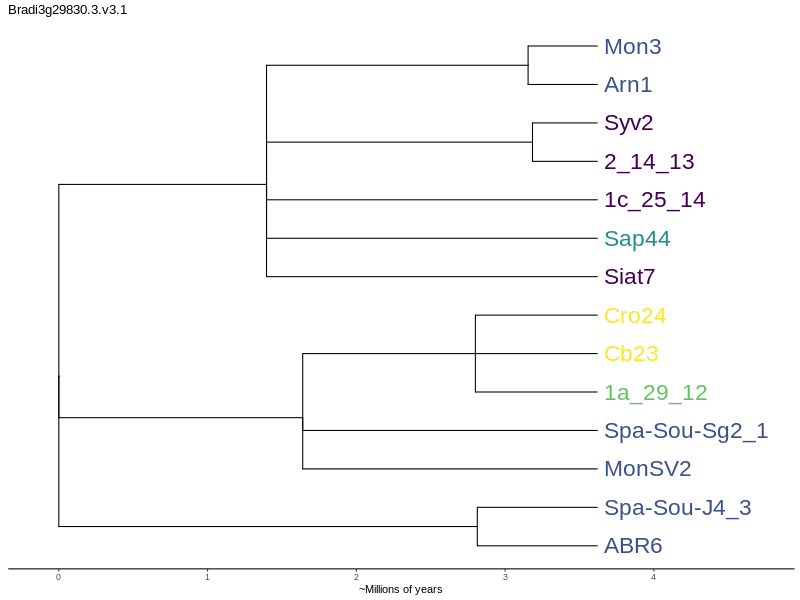 Bradi3g29830.3.v3.1
Mon3
Arn1
Syv2
2_14_13
1c_25_14
Sap44
Siat7
Cro24
Cb23
1a_29_12
Spa-Sou-Sg2_1
MonSV2
Spa-Sou-J4_3
ABR6
0 1 2 3 4
~Millions of years